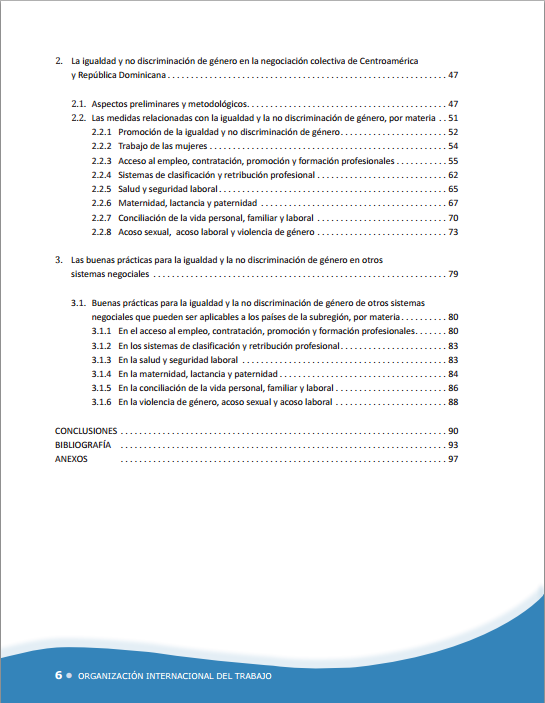 2. La igualdad y no discriminación de género en la negociación colectiva de Centroamérica
y República Dominicana . . . . . . . . . . . . . . . . . . . . . . . . . . . . . . . . . . . . . . . . . . . . . . . . . . . . . . . . . . . . 47
2.1. Aspectos preliminares y metodológicos. . . . . . . . . . . . . . . . . . . . . . . . . . . . . . . . . . . . . . . . . . 47
2.2. Las medidas relacionadas con la igualdad y la no discriminación de género, por materia . . 51
2.2.1 Promoción de la igualdad y no discriminación de género. . . . . . . . . . . . . . . . . . . . . . . 52
2.2.2 Trabajo de las mujeres . . . . . . . . . . . . . . . . . . . . . . . . . . . . . . . . . . . . . . . . . . . . . . . . . . . 54
2.2.3 Acceso al empleo, contratación, promoción y formación profesionales . . . . . . . . . . . 55
2.2.4 Sistemas de clasificación y retribución profesional . . . . . . . . . . . . . . . . . . . . . . . . . . . . 62
2.2.5 Salud y seguridad laboral . . . . . . . . . . . . . . . . . . . . . . . . . . . . . . . . . . . . . . . . . . . . . . . . . 65
2.2.6 Maternidad, lactancia y paternidad . . . . . . . . . . . . . . . . . . . . . . . . . . . . . . . . . . . . . . . . 67
2.2.7 Conciliación de la vida personal, familiar y laboral . . . . . . . . . . . . . . . . . . . . . . . . . . . . 70
2.2.8 Acoso sexual, acoso laboral y violencia de género . . . . . . . . . . . . . . . . . . . . . . . . . . . . 73
3. Las buenas prácticas para la igualdad y la no discriminación de género en otros
sistemas negociales . . . . . . . . . . . . . . . . . . . . . . . . . . . . . . . . . . . . . . . . . . . . . . . . . . . . . . . . . . . . . . . 79
3.1. Buenas prácticas para la igualdad y la no discriminación de género de otros sistemas
negociales que pueden ser aplicables a los países de la subregión, por materia . . . . . . . . . . 80
3.1.1 En el acceso al empleo, contratación, promoción y formación profesionales. . . . . . . 80
3.1.2 En los sistemas de clasificación y retribución profesional . . . . . . . . . . . . . . . . . . . . . . . 83
3.1.3 En la salud y seguridad laboral . . . . . . . . . . . . . . . . . . . . . . . . . . . . . . . . . . . . . . . . . . . . 83
3.1.4 En la maternidad, lactancia y paternidad . . . . . . . . . . . . . . . . . . . . . . . . . . . . . . . . . . . . 84
3.1.5 En la conciliación de la vida personal, familiar y laboral . . . . . . . . . . . . . . . . . . . . . . . . 86
3.1.6 En la violencia de género, acoso sexual y acoso laboral . . . . . . . . . . . . . . . . . . . . . . . . 88
CONCLUSIONES . . . . . . . . . . . . . . . . . . . . . . . . . . . . . . . . . . . . . . . . . . . . . . . . . . . . . . . . . . . . . . . . . . . . . . 90
BIBLIOGRAFÍA . . . . . . . . . . . . . . . . . . . . . . . . . . . . . . . . . . . . . . . . . . . . . . . . . . . . . . . . . . . . . . . . . . . . . . 93
ANEXOS . . . . . . . . . . . . . . . . . . . . . . . . . . . . . . . . . . . . . . . . . . . . . . . . . . . . . . . . . . . . . . . . . . . . . . 97
6 ● ORGANIZACIÓN INTERNACIONAL DEL TRABAJO